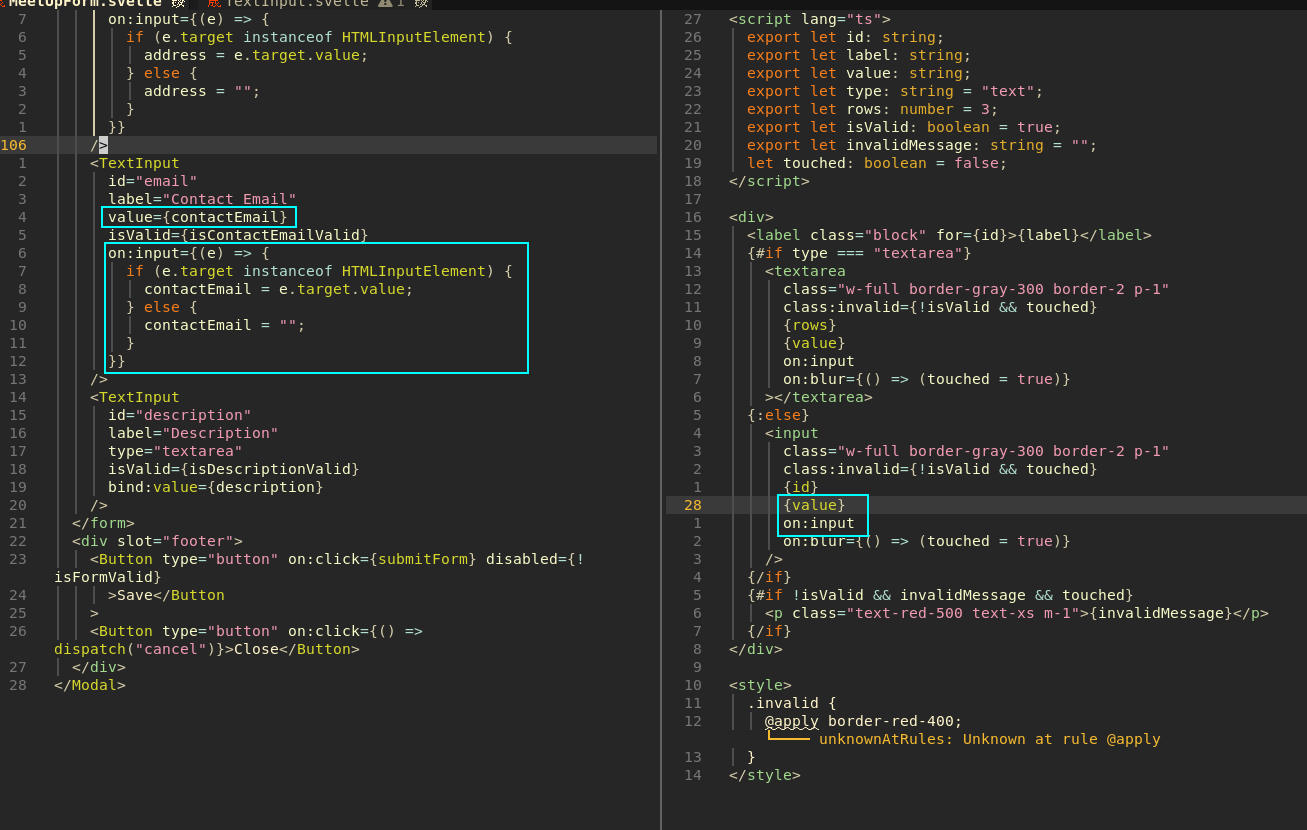 MeetUpForm.svelte
TextInput.svelte 1
7 on:input={(e) => {
6 if (e.target instanceof HTMLInputElement) {
5 address = e.target.value;
4 } else {
3 address = "";
2 }
1 }}
106 />
1 <TextInput
2 id="email"
3 label="Contact Email"
4 value={contactEmail}
5 isValid={isContactEmailValid}
6 on:input={(e) => {
7 if (e.target instanceof HTMLInputElement) {
8 contactEmail = e.target.value;
9 } else {
10 contactEmail = "";
11 }
12 }}
13 />
14 <TextInput
15 id="description"
16 label="Description"
17 type="textarea"
18 isValid={isDescriptionValid}
19 bind:value={description}
20 />
21 </form>
22 <div slot="footer">
23 <Button type="button" on:click={submitForm} disabled={!
isFormValid}
24 >Save</Button
25 >
26 <Button type="button" on:click={() =>
dispatch("cancel")}>Close</Button>
27 </div>
28 </Modal>
27 <script lang="ts">
26 export let id: string;
25 export let label: string;
24 export let value: string;
23 export let type: string = "text";
22 export let rows: number = 3;
21 export let isValid: boolean = true;
20 export let invalidMessage: string = "";
19 let touched: boolean = false;
18 </script>
17
16 <div>
15 <label class="block" for={id}>{label}</label>
14 {#if type === "textarea"}
13 <textarea
12 class="w-full border-gray-300 border-2 p-1"
11 class:invalid={!isValid && touched}
10 {rows}
9 {value}
8 on:input
7 on:blur={() => (touched = true)}
6 ></textarea>
5 {:else}
4 <input
3 class="w-full border-gray-300 border-2 p-1"
2 class:invalid={!isValid && touched}
1 {id}
28 {value}
1 on:input
2 on:blur={() => (touched = true)}
3 />
4 {/if}
5 {#if !isValid && invalidMessage && touched}
6 <p class="text-red-500 text-xs m-1">{invalidMessage}</p>
7 {/if}
8 </div>
9
10 <style>
11 .invalid {
12 @apply border-red-400;
unknownAtRules: Unknown at rule @apply
13 }
14 </style>